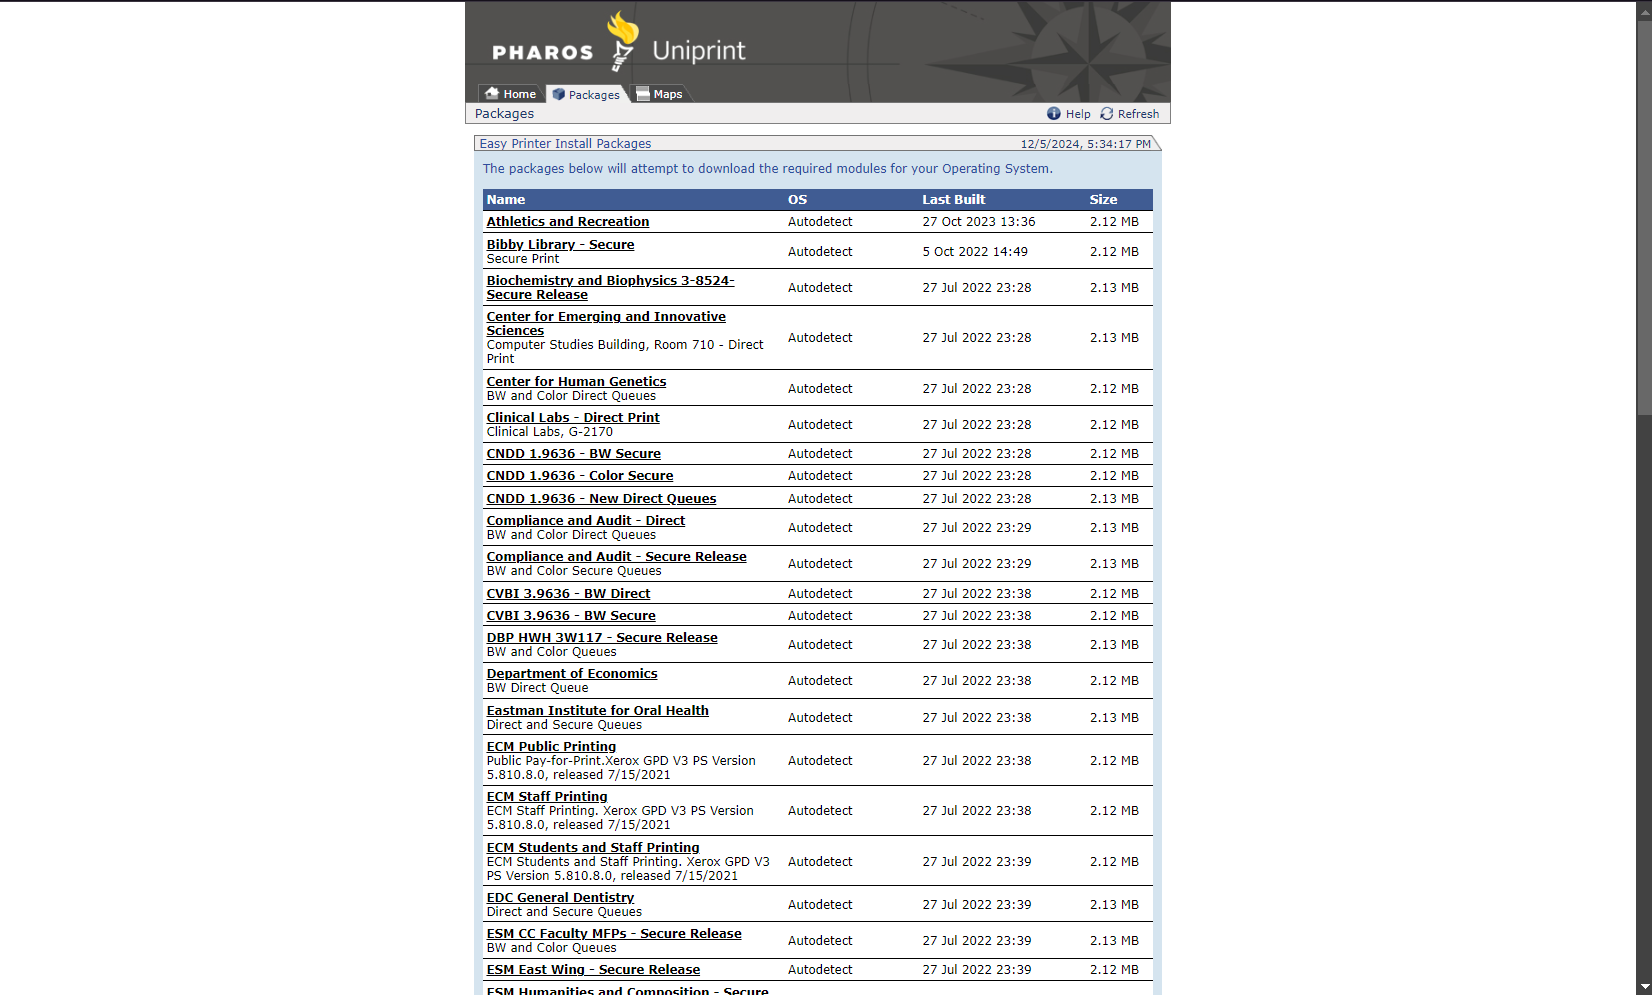 PHAROS Uniprint
Home Packages Maps
Packages Help Refresh
Easy Printer Install Packages 12/5/2024, 5:34:17 PM
The packages below will attempt to download the required modules for your Operating System.
Name OS Last Built Size
Athletics and Recreation Autodetect 27 Oct 2023 13:36 2.12 MB
Bibby Library - Secure
Secure Print Autodetect 5 Oct 2022 14:49 2.12 MB
Biochemistry and Biophysics 3-8524-
Secure Release Autodetect 27 Jul 2022 23:28 2.13 MB
Center for Emerging and Innovative
Sciences
Computer Studies Building, Room 710 - Direct
Print Autodetect 27 Jul 2022 23:28 2.13 MB
Center for Human Genetics
BW and Color Direct Queues Autodetect 27 Jul 2022 23:28 2.12 MB
Clinical Labs - Direct Print
Clinical Labs, G-2170 Autodetect 27 Jul 2022 23:28 2.12 MB
CNDD 1.9636 - BW Secure Autodetect 27 Jul 2022 23:28 2.12 MB
CNDD 1.9636 - Color Secure Autodetect 27 Jul 2022 23:28 2.12 MB
CNDD 1.9636 - New Direct Queues Autodetect 27 Jul 2022 23:28 2.13 MB
Compliance and Audit - Direct
BW and Color Direct Queues Autodetect 27 Jul 2022 23:29 2.13 MB
Compliance and Audit - Secure Release
BW and Color Secure Queues Autodetect 27 Jul 2022 23:29 2.13 MB
CVBI 3.9636 - BW Direct Autodetect 27 Jul 2022 23:38 2.12 MB
CVBI 3.9636 - BW Secure Autodetect 27 Jul 2022 23:38 2.12 MB
DBP HWH 3W117 - Secure Release
BW and Color Queues Autodetect 27 Jul 2022 23:38 2.13 MB
Department of Economics
BW Direct Queue Autodetect 27 Jul 2022 23:38 2.12 MB
Eastman Institute for Oral Health
Direct and Secure Queues Autodetect 27 Jul 2022 23:38 2.13 MB
ECM Public Printing
Public Pay-for-Print.Xerox GPD V3 PS Version
5.810.8.0, released 7/15/2021 Autodetect 27 Jul 2022 23:38 2.12 MB
ECM Staff Printing
ECM Staff Printing. Xerox GPD V3 PS Version
5.810.8.0, released 7/15/2021 Autodetect 27 Jul 2022 23:38 2.12 MB
ECM Students and Staff Printing
ECM Students and Staff Printing. Xerox GPD V3
PS Version 5.810.8.0, released 7/15/2021 Autodetect 27 Jul 2022 23:39 2.12 MB
EDC General Dentistry
Direct and Secure Queues Autodetect 27 Jul 2022 23:39 2.13 MB
ESM CC Faculty MFPs - Secure Release
BW and Color Queues Autodetect 27 Jul 2022 23:39 2.13 MB
ESM East Wing - Secure Release Autodetect 27 Jul 2022 23:39 2.12 MB
ESM Humanities and Composition - Secure